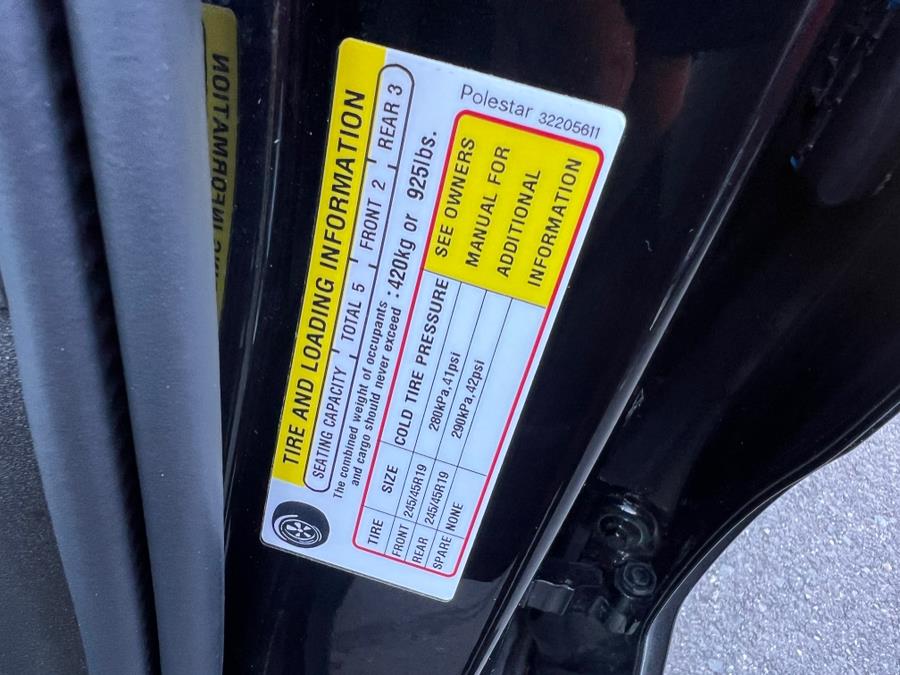 TIRE AND LOADING INFORMATION
SEATING CAPACITY TOTAL 5 FRONT 2 REAR 3
The combined weight of occupants and cargo should never exceed : 420kg or 925lbs.
Polestar 32205611
TIRE SIZE COLD TIRE PRESSURE
FRONT 245/45R19 280kPa,41psi
REAR 245/45R19 290kPa,42psi
SPARE NONE
SEE OWNERS
MANUAL FOR
ADDITIONAL
INFORMATION